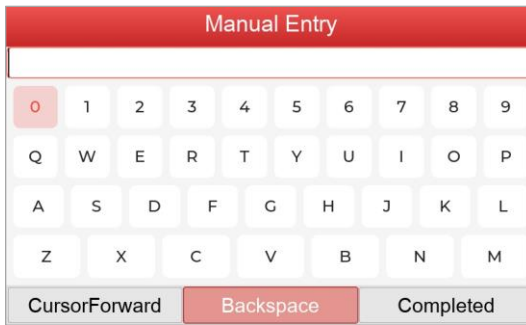 Manual Entry
0 1 2 3 4 5 6 7 8 9
Q W E R T Y U I O P
A S D F G H J K L
Z X C V B N M
CursorForward Backspace Completed